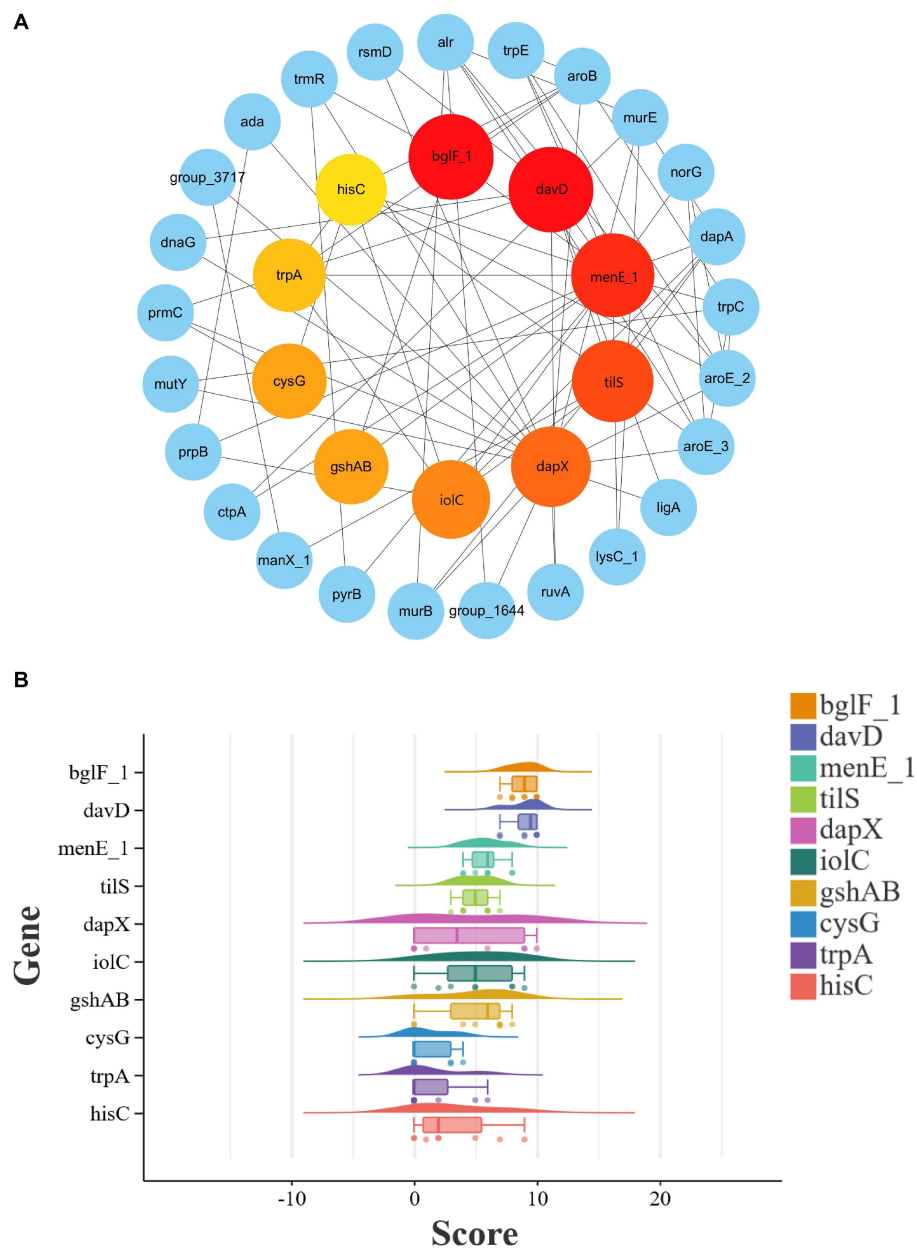 A
alr
trpE
rsmD
aroB
trmR
murE
ada
bglF_1
norG
group_3717
hisC
davD
dapA
dnaG
trpA
menE_1
trpC
prmC
cysG
tilS
aroE_2
mutY
aroE_3
prpB
gshAB
dapX
iolC
ligA
ctpA
lysC_1
manX_1
pyrB
ruvA
murB
group_1644
B
bglF_1
davD
menE_1
tilS
dapX
iolC
gshAB
cysG
trpA
hisC
Gene
-10 0 10 20
Score
bglF_1
davD
menE_1
tilS
dapX
iolC
gshAB
cysG
trpA
hisC